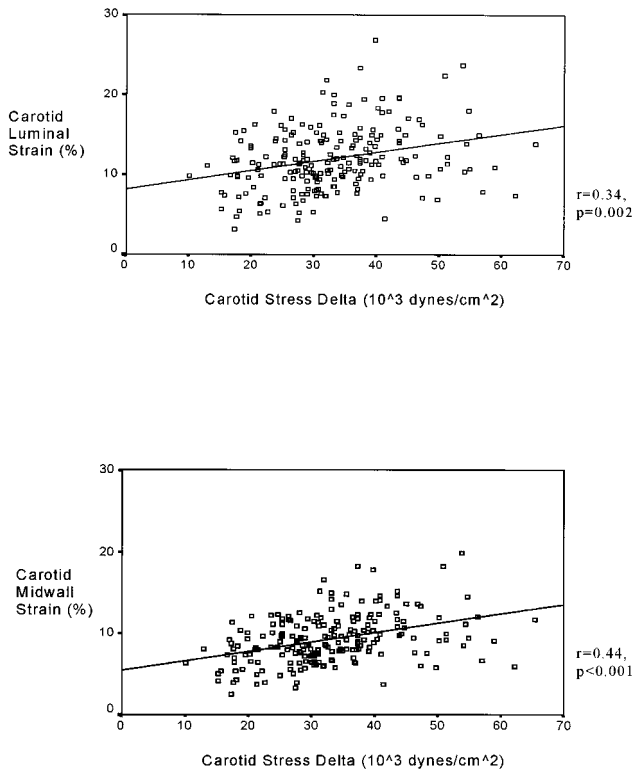 30
20
10
0
Carotid
Luminal
Strain (%)
0 10 20 30 40 50 60 70
Carotid Stress Delta (10^3 dynes/cm^2)
r=0.34,
p=0.002
30
20
10
0
Carotid
Midwall
Strain (%)
0 10 20 30 40 50 60 70
Carotid Stress Delta (10^3 dynes/cm^2)
r=0.44,
p<0.001